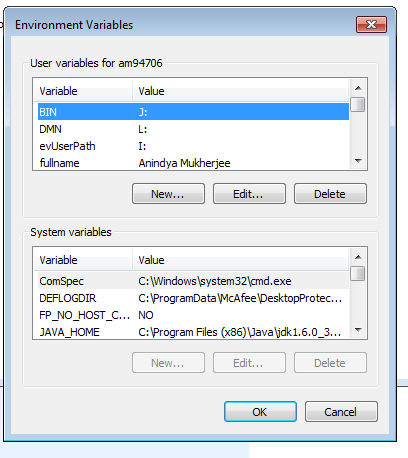 Environment Variables
User variables for am94706
Variable Value
BIN J:
DMN L:
evUserPath I:
fullname Anindya Mukherjee
New... Edit... Delete
System variables
Variable Value
ComSpec C:\Windows\system32\cmd.exe
DEFLOGDIR C:\ProgramData\McAfee\DesktopProtec...
FP_NO_HOST_C... NO
JAVA_HOME C:\Program Files (x86)\Java\jdk1.6.0_3...
New... Edit... Delete
OK Cancel